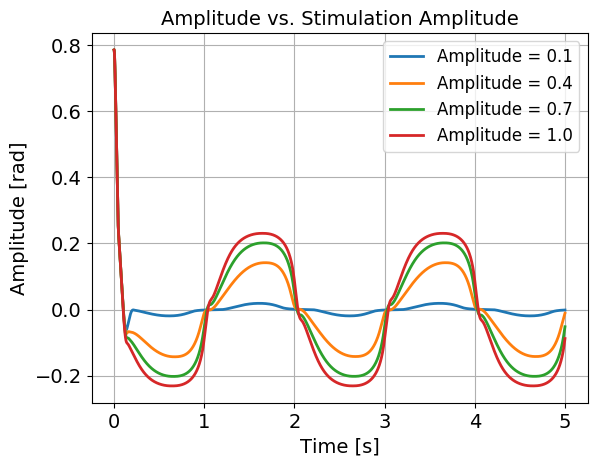 Amplitude vs. Stimulation Amplitude
Amplitude = 0.1
Amplitude = 0.4
Amplitude = 0.7
Amplitude = 1.0
Amplitude [rad]
0.8
0.6
0.4
0.2
0.0
−0.2
0 1 2 3 4 5
Time [s]